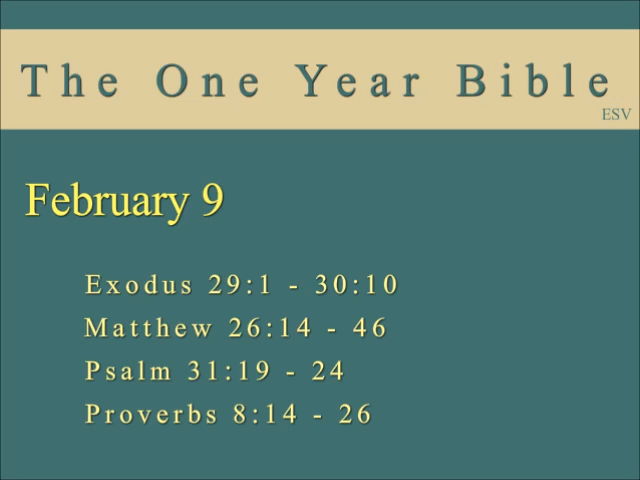 The One Year Bible
ESV
February 9
Exodus 29:1 - 30:10
Matthew 26:14 - 46
Psalm 31:19 - 24
Proverbs 8:14 - 26